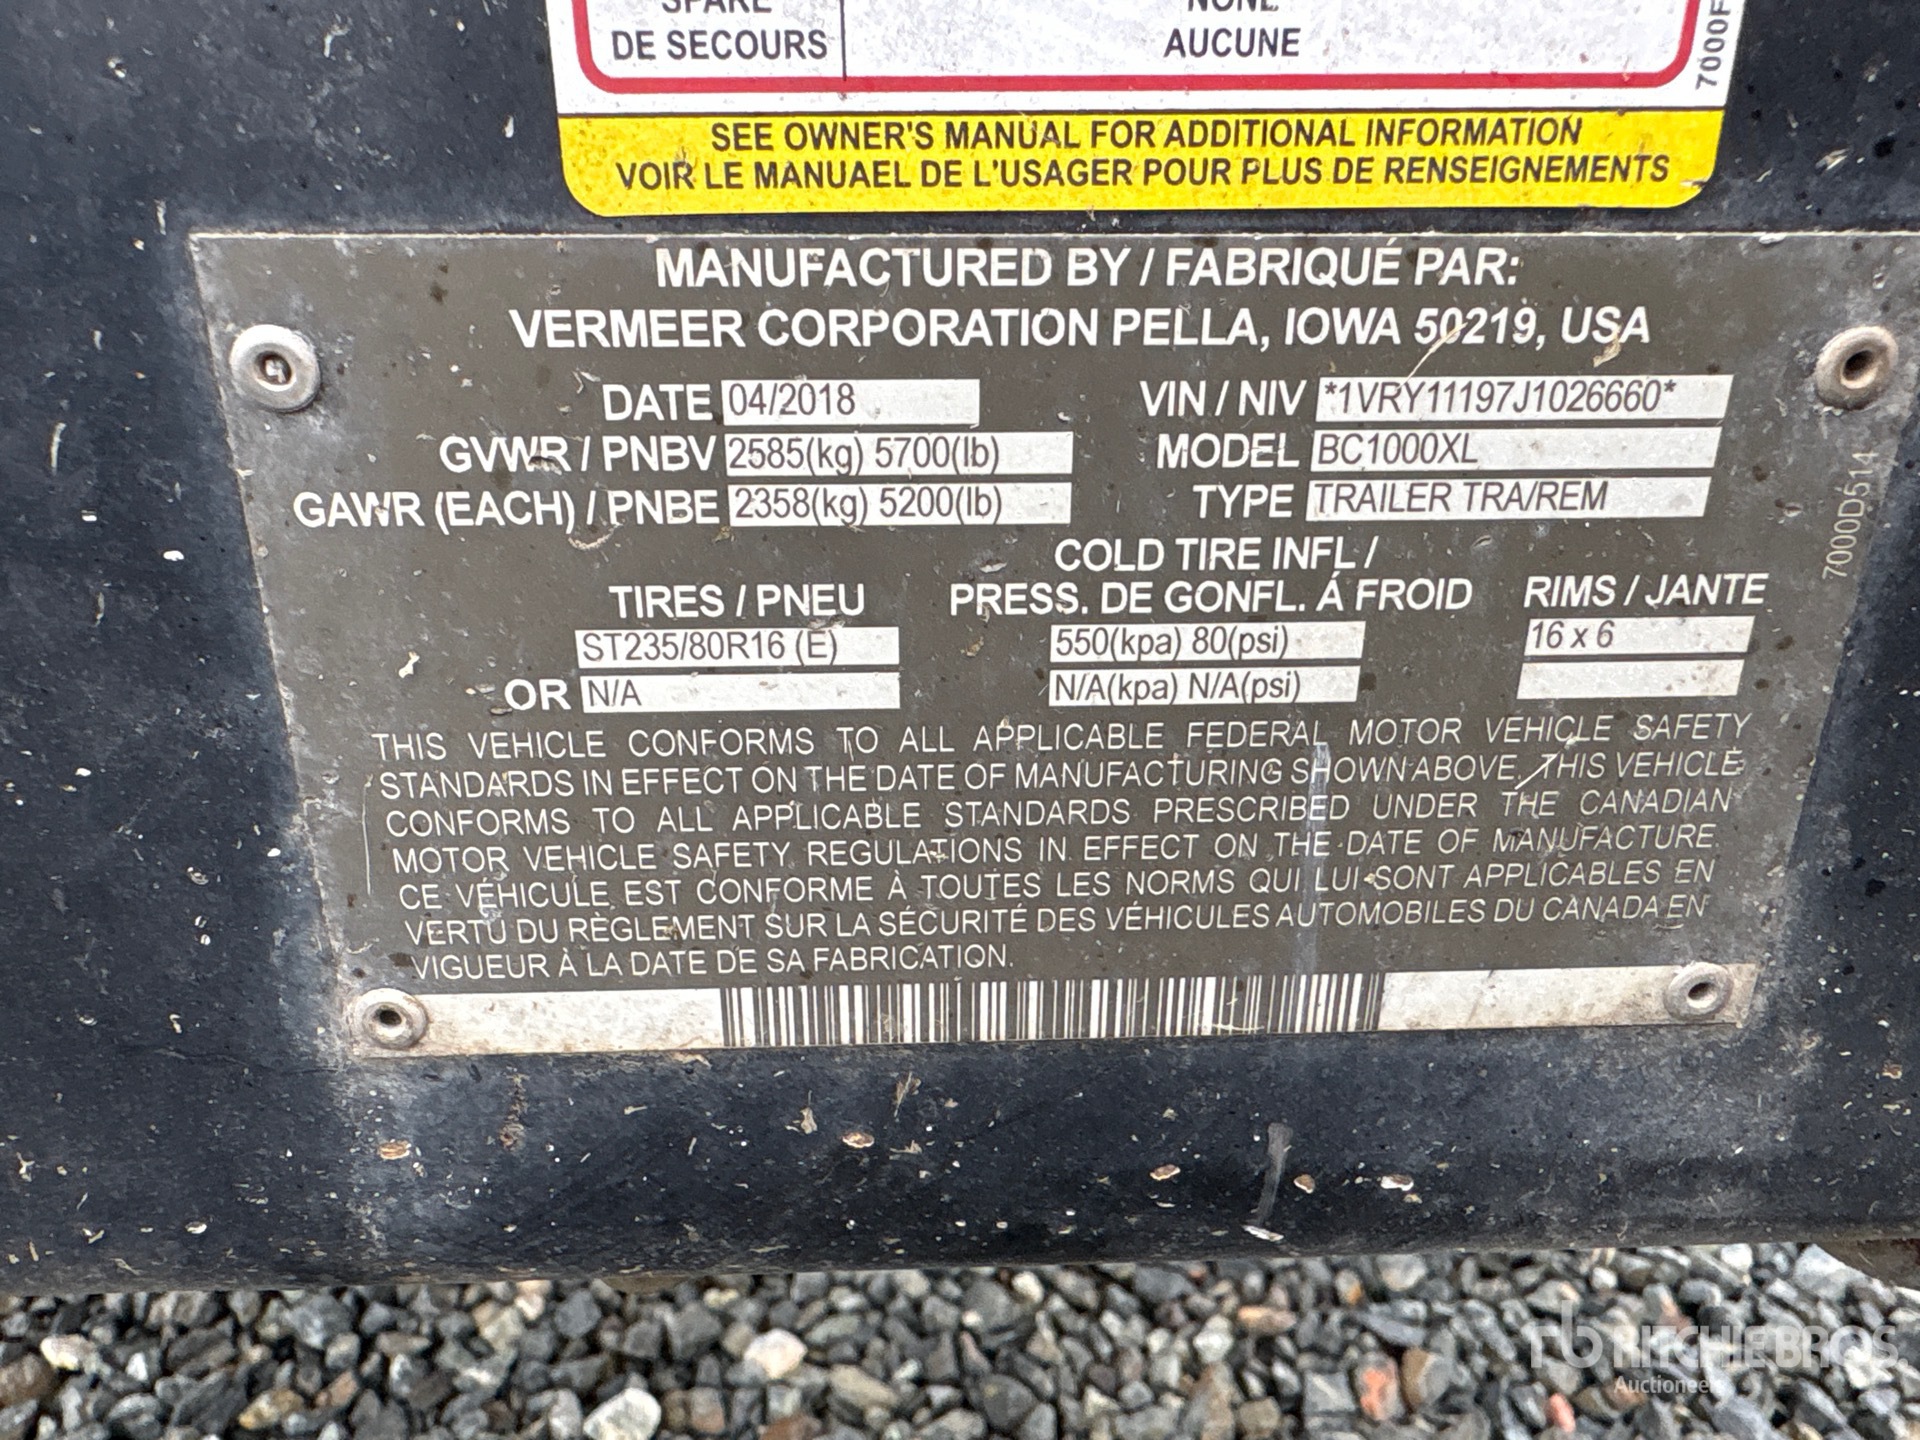 SPARE NONE
DE SECOURS AUCUNE
7000F
SEE OWNER'S MANUAL FOR ADDITIONAL INFORMATION
VOIR LE MANUAEL DE L'USAGER POUR PLUS DE RENSEIGNEMENTS
MANUFACTURED BY / FABRIQUÉ PAR:
VERMEER CORPORATION PELLA, IOWA 50219, USA
DATE 04/2018 VIN / NIV *1VRY11197J1026660*
GVWR / PNBV 2585(kg) 5700(lb) MODEL BC1000XL
GAWR (EACH) / PNBE 2358(kg) 5200(lb) TYPE TRAILER TRA/REM
7000D514
COLD TIRE INFL /
TIRES / PNEU PRESS. DE GONFL. Á FROID RIMS / JANTE
ST235/80R16 (E) 550(kpa) 80(psi) 16 x 6
OR N/A N/A(kpa) N/A(psi)
THIS VEHICLE CONFORMS TO ALL APPLICABLE FEDERAL MOTOR VEHICLE SAFETY
STANDARDS IN EFFECT ON THE DATE OF MANUFACTURING SHOWN ABOVE. THIS VEHICLE
CONFORMS TO ALL APPLICABLE STANDARDS PRESCRIBED UNDER THE CANADIAN
MOTOR VEHICLE SAFETY REGULATIONS IN EFFECT ON THE DATE OF MANUFACTURE.
CE VÉHICULE EST CONFORME À TOUTES LES NORMS QUI LUI SONT APPLICABLES EN
VERTU DU RÈGLEMENT SUR LA SÉCURITÉ DES VÉHICULES AUTOMOBILES DU CANADA EN
VIGUEUR À LA DATE DE SA FABRICATION.
rb RITCHIE BROS.
Auctioneers